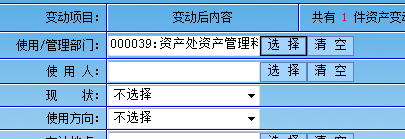 变动项目: 变动后内容 共有 1 件资产变
使用/管理部门: 000039:资产处资产管理 选 择 清 空
使 用 人: 选 择 清 空
现 状: 不选择
使用方向: 不选择